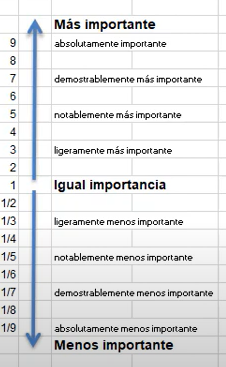 Más importante
9 absolutamente importante
8
7 demostrablemente más importante
6
5 notablemente más importante
4
3 ligeramente más importante
2
1 Igual importancia
1/2
1/3 ligeramente menos importante
1/4
1/5 notablemente menos importante
1/6
1/7 demostrablemente menos importante
1/8
1/9 absolutamente menos importante
Menos importante